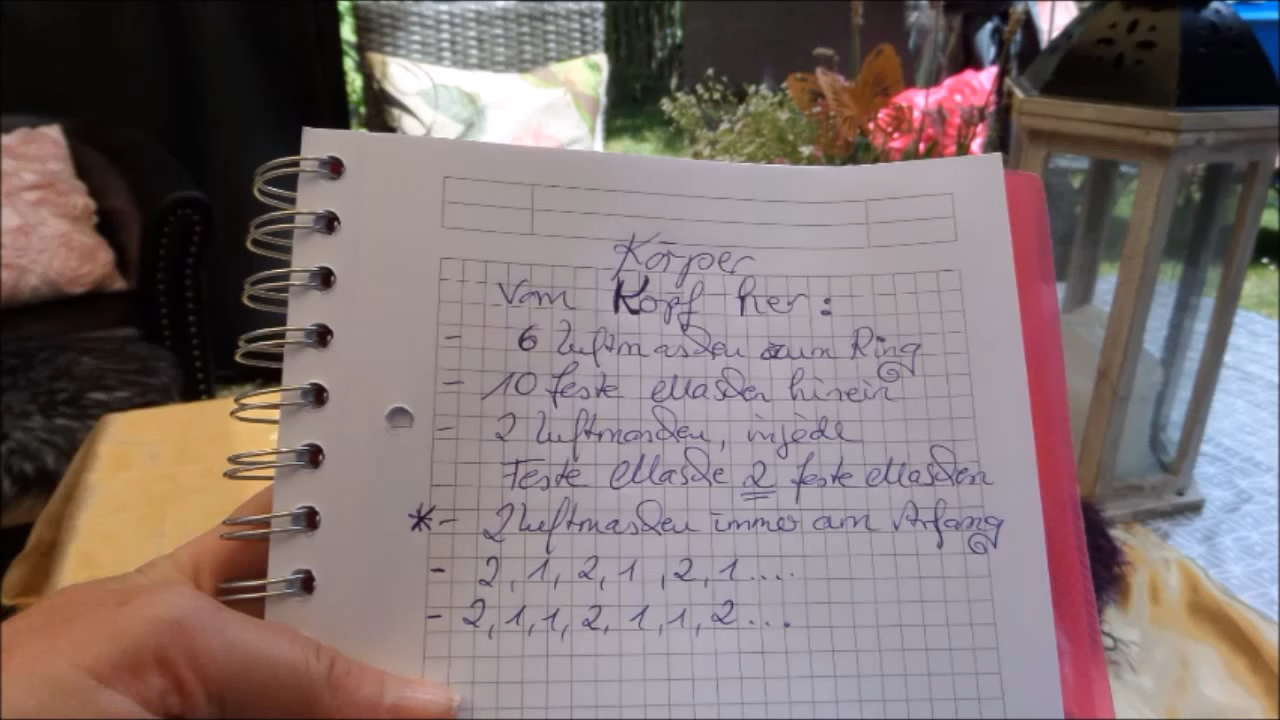 Körper
Vom Kopf her:
- 6 Luftmaschen zum Ring
- 10 feste Maschen hinein
- 2 Luftmaschen, in jede
Feste Masche 2 feste Maschen
*- 2 Luftmaschen immer am Anfang
- 2, 1, 2, 1, 2, 1....
- 2, 1, 1, 2, 1, 1, 2...